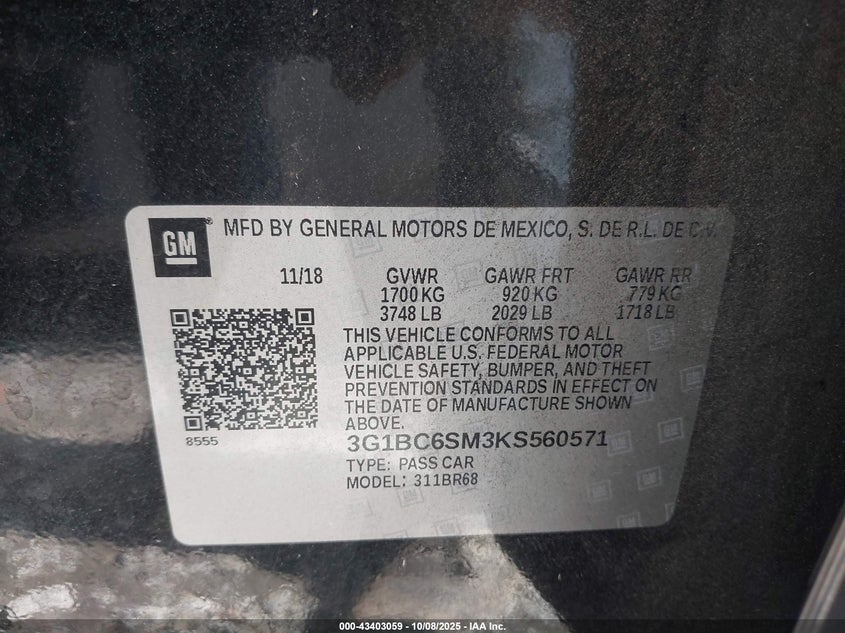 GM
MFD BY GENERAL MOTORS DE MEXICO, S. DE R.L. DE C.V.
11/18 GVWR GAWR FRT GAWR RR
1700 KG 920 KG 779 KG
3748 LB 2029 LB 1718 LB
THIS VEHICLE CONFORMS TO ALL
APPLICABLE U.S. FEDERAL MOTOR
VEHICLE SAFETY, BUMPER, AND THEFT
PREVENTION STANDARDS IN EFFECT ON
THE DATE OF MANUFACTURE SHOWN
ABOVE.
8555
3G1BC6SM3KS560571
TYPE: PASS CAR
MODEL: 311BR68
000-43403059 - 10/08/2025 - IAA Inc.